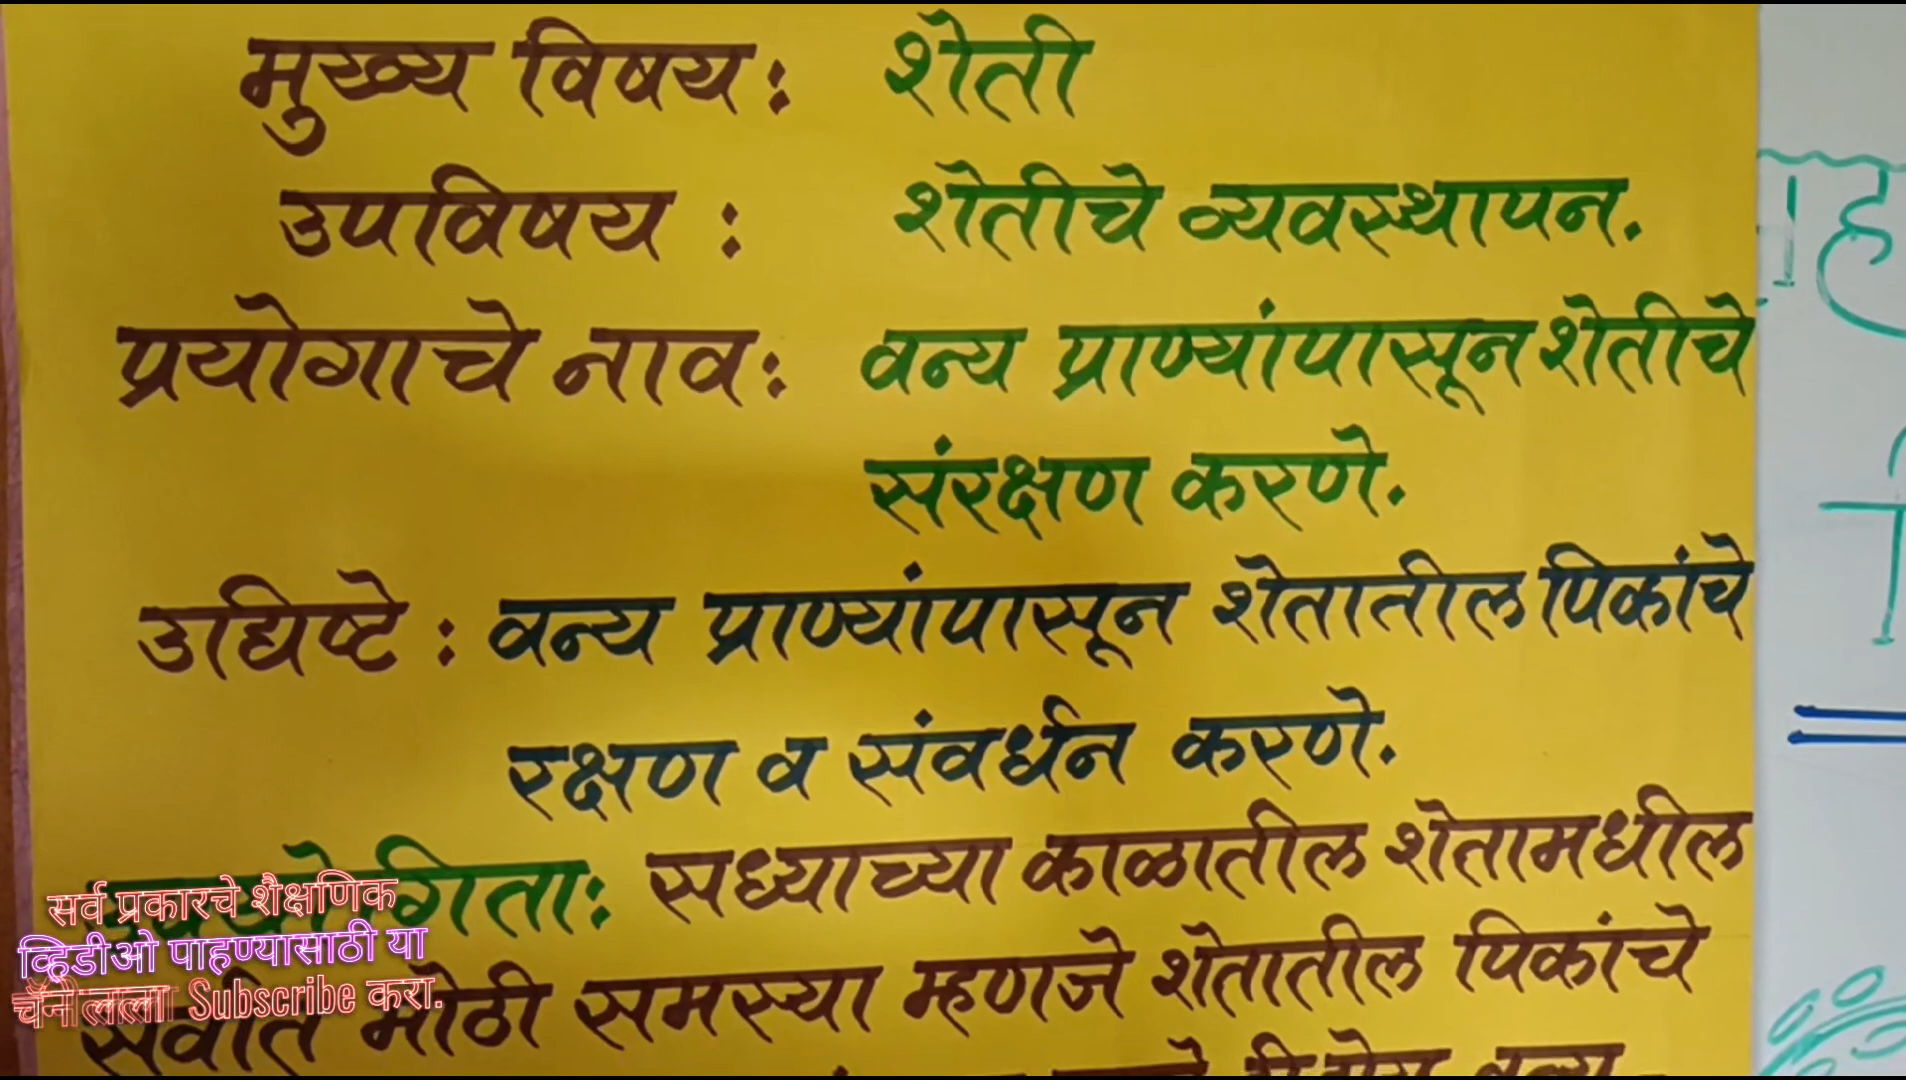 मुख्य विषय: शेती
उपविषय : शेतीचे व्यवस्थापन.
प्रयोगाचे नाव: वन्य प्राण्यांपासून शेतीचे
संरक्षण करणे.
उद्यिष्टे : वन्य प्राण्यांपासून शेतातील पिकांचे
रक्षण व संवर्धन करणे.
सध्याच्या काळातील शेतामधील
मोठी समस्या म्हणजे शेतातील पिकांचे
सर्व प्रकारचे शैक्षणिक
व्हिडीओ पाहण्यासाठी या
Subscribe करा.